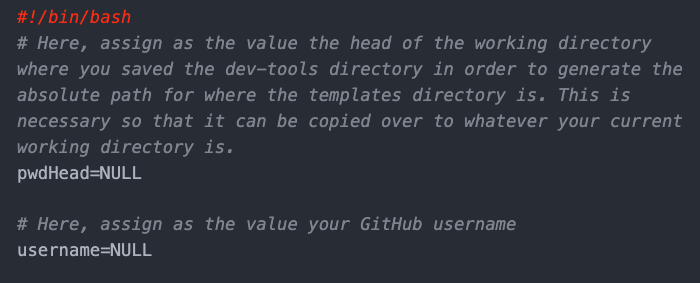 #!/bin/bash
# Here, assign as the value the head of the working directory
where you saved the dev-tools directory in order to generate the
absolute path for where the templates directory is. This is
necessary so that it can be copied over to whatever your current
working directory is.
pwdHead=NULL
# Here, assign as the value your GitHub username
username=NULL